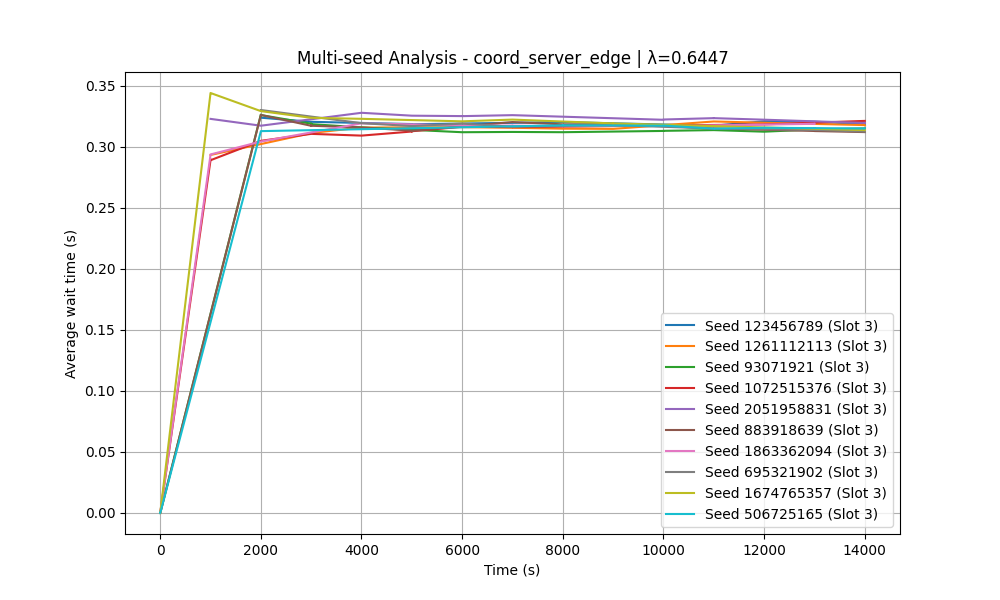 Multi-seed Analysis - coord_server_edge | λ=0.6447
Average wait time (s)
0.35
0.30
0.25
0.20
0.15
0.10
0.05
0.00
Seed 123456789 (Slot 3)
Seed 1261112113 (Slot 3)
Seed 93071921 (Slot 3)
Seed 1072515376 (Slot 3)
Seed 2051958831 (Slot 3)
Seed 883918639 (Slot 3)
Seed 1863362094 (Slot 3)
Seed 695321902 (Slot 3)
Seed 1674765357 (Slot 3)
Seed 506725165 (Slot 3)
0 2000 4000 6000 8000 10000 12000 14000
Time (s)